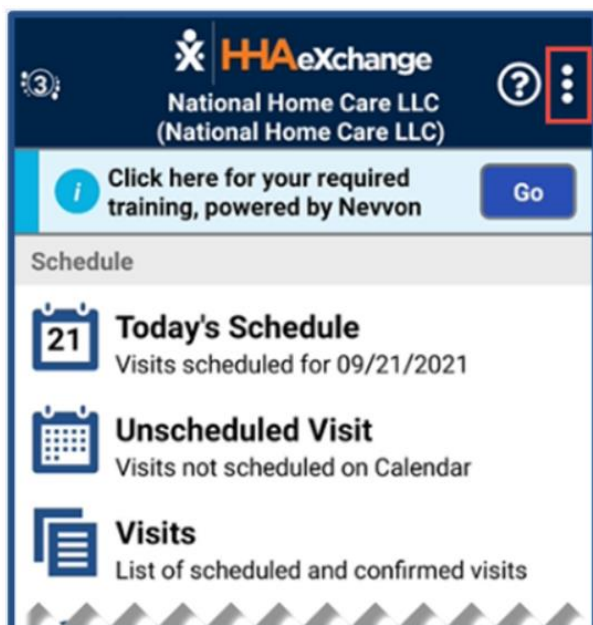 HHAeXchange
3
National Home Care LLC
(National Home Care LLC)
?
i
Click here for your required
training, powered by Nevvon
Go
Schedule
21
Today's Schedule
Visits scheduled for 09/21/2021
Unscheduled Visit
Visits not scheduled on Calendar
Visits
List of scheduled and confirmed visits